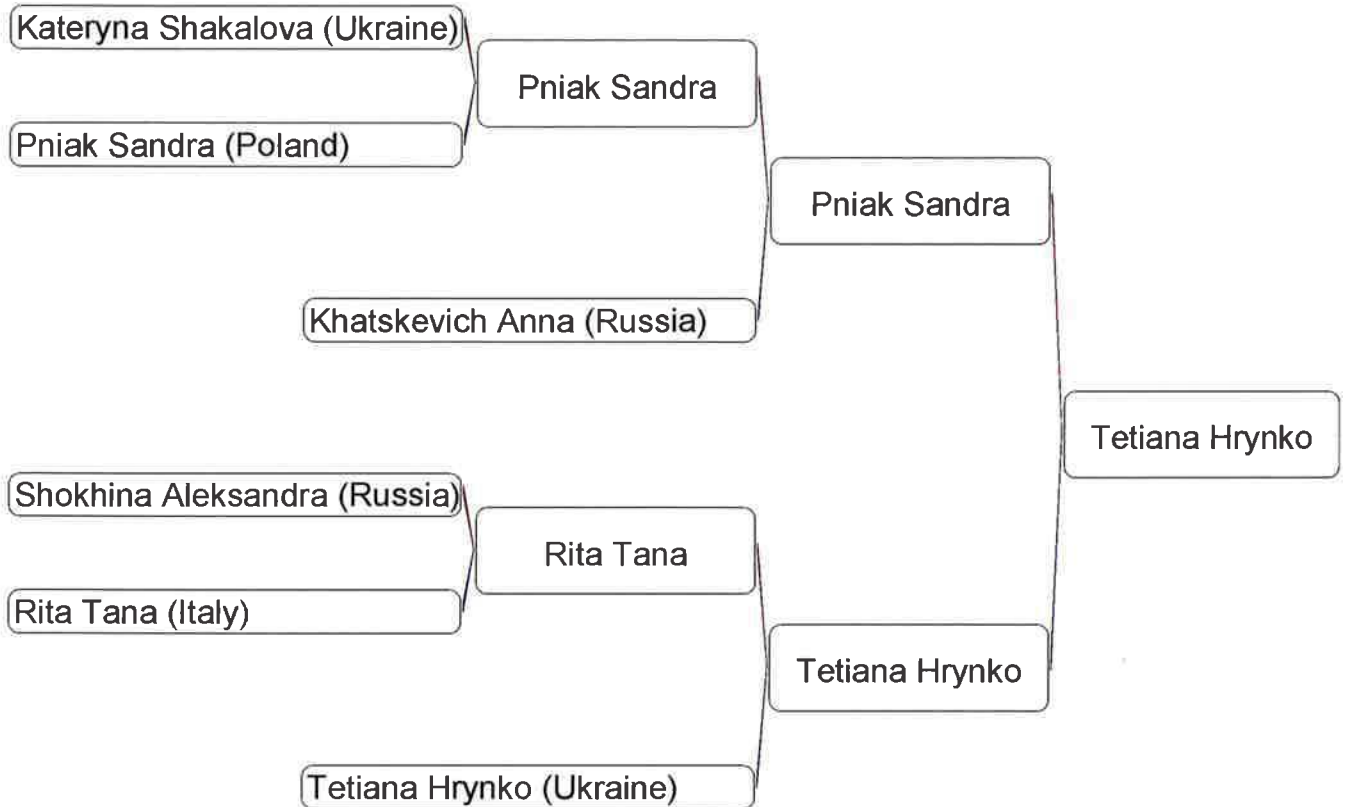 Kateryna Shakalova (Ukraine)
Pniak Sandra
Pniak Sandra (Poland)
Pniak Sandra
Khatskevich Anna (Russia)
Tetiana Hrynko
Shokhina Aleksandra (Russia)
Rita Tana
Rita Tana (Italy)
Tetiana Hrynko
Tetiana Hrynko (Ukraine)